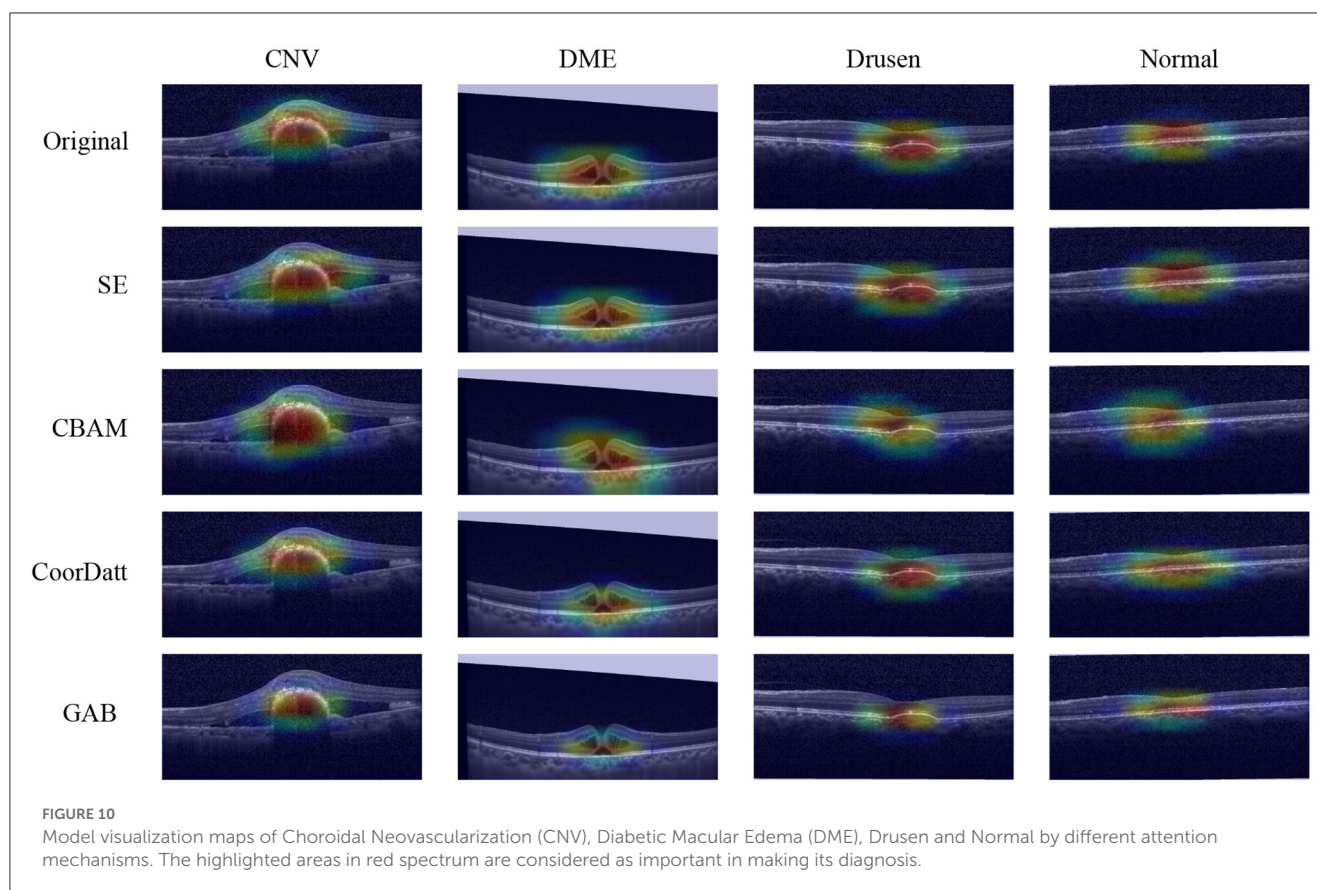 CNV DME Drusen Normal
Original
SE
CBAM
CoorDatt
GAB
FIGURE 10
Model visualization maps of Choroidal Neovascularization (CNV), Diabetic Macular Edema (DME), Drusen and Normal by different attention
mechanisms. The highlighted areas in red spectrum are considered as important in making its diagnosis.